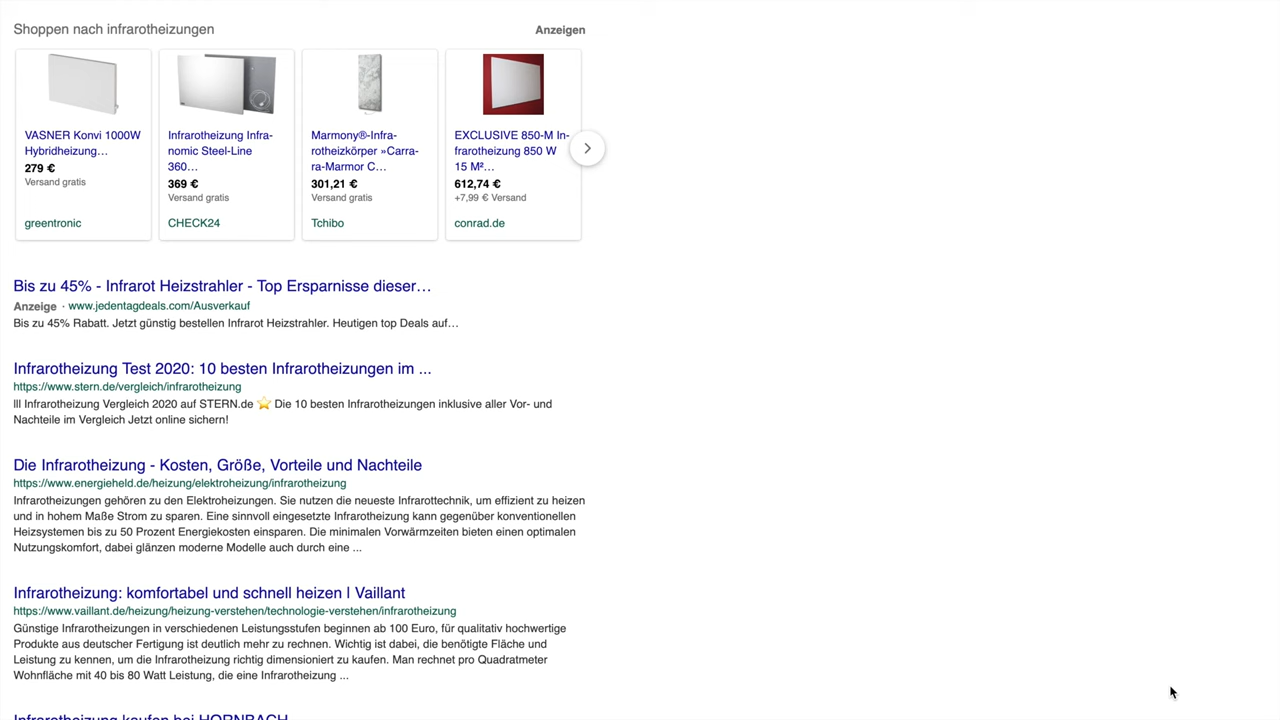 Shoppen nach infrarotheizungen
Anzeigen
VASNER Konvi 1000W
Hybridheizung…
279 €
Versand gratis
greentronic
Infrarotheizung Infra-
nomic Steel-Line
360…
369 €
Versand gratis
CHECK24
Marmony®-Infra-
rotheizkörper »Carra-
ra-Marmor C…
301,21 €
Versand gratis
Tchibo
EXCLUSIVE 850-M In-
frarotheizung 850 W
15 M²…
612,74 €
+7,99 € Versand
conrad.de
Bis zu 45% - Infrarot Heizstrahler - Top Ersparnisse dieser…
Anzeige · www.jedentagdeals.com/Ausverkauf
Bis zu 45% Rabatt. Jetzt günstig bestellen Infrarot Heizstrahler. Heutigen top Deals auf…
Infrarotheizung Test 2020: 10 besten Infrarotheizungen im ...
https://www.stern.de/vergleich/infrarotheizung
lll Infrarotheizung Vergleich 2020 auf STERN.de ⭐ Die 10 besten Infrarotheizungen inklusive aller Vor- und
Nachteile im Vergleich Jetzt online sichern!
Die Infrarotheizung - Kosten, Größe, Vorteile und Nachteile
https://www.energieheld.de/heizung/elektroheizung/infrarotheizung
Infrarotheizungen gehören zu den Elektroheizungen. Sie nutzen die neueste Infrarottechnik, um effizient zu heizen
und in hohem Maße Strom zu sparen. Eine sinnvoll eingesetzte Infrarotheizung kann gegenüber konventionellen
Heizsystemen bis zu 50 Prozent Energiekosten einsparen. Die minimalen Vorwärmzeiten bieten einen optimalen
Nutzungskomfort, dabei glänzen moderne Modelle auch durch eine ...
Infrarotheizung: komfortabel und schnell heizen | Vaillant
https://www.vaillant.de/heizung/heizung-verstehen/technologie-verstehen/infrarotheizung
Günstige Infrarotheizungen in verschiedenen Leistungsstufen beginnen ab 100 Euro, für qualitativ hochwertige
Produkte aus deutscher Fertigung ist deutlich mehr zu rechnen. Wichtig ist dabei, die benötigte Fläche und
Leistung zu kennen, um die Infrarotheizung richtig dimensioniert zu kaufen. Man rechnet pro Quadratmeter
Wohnfläche mit 40 bis 80 Watt Leistung, die eine Infrarotheizung ...
Infrarotheizung kaufen bei HORNBACH